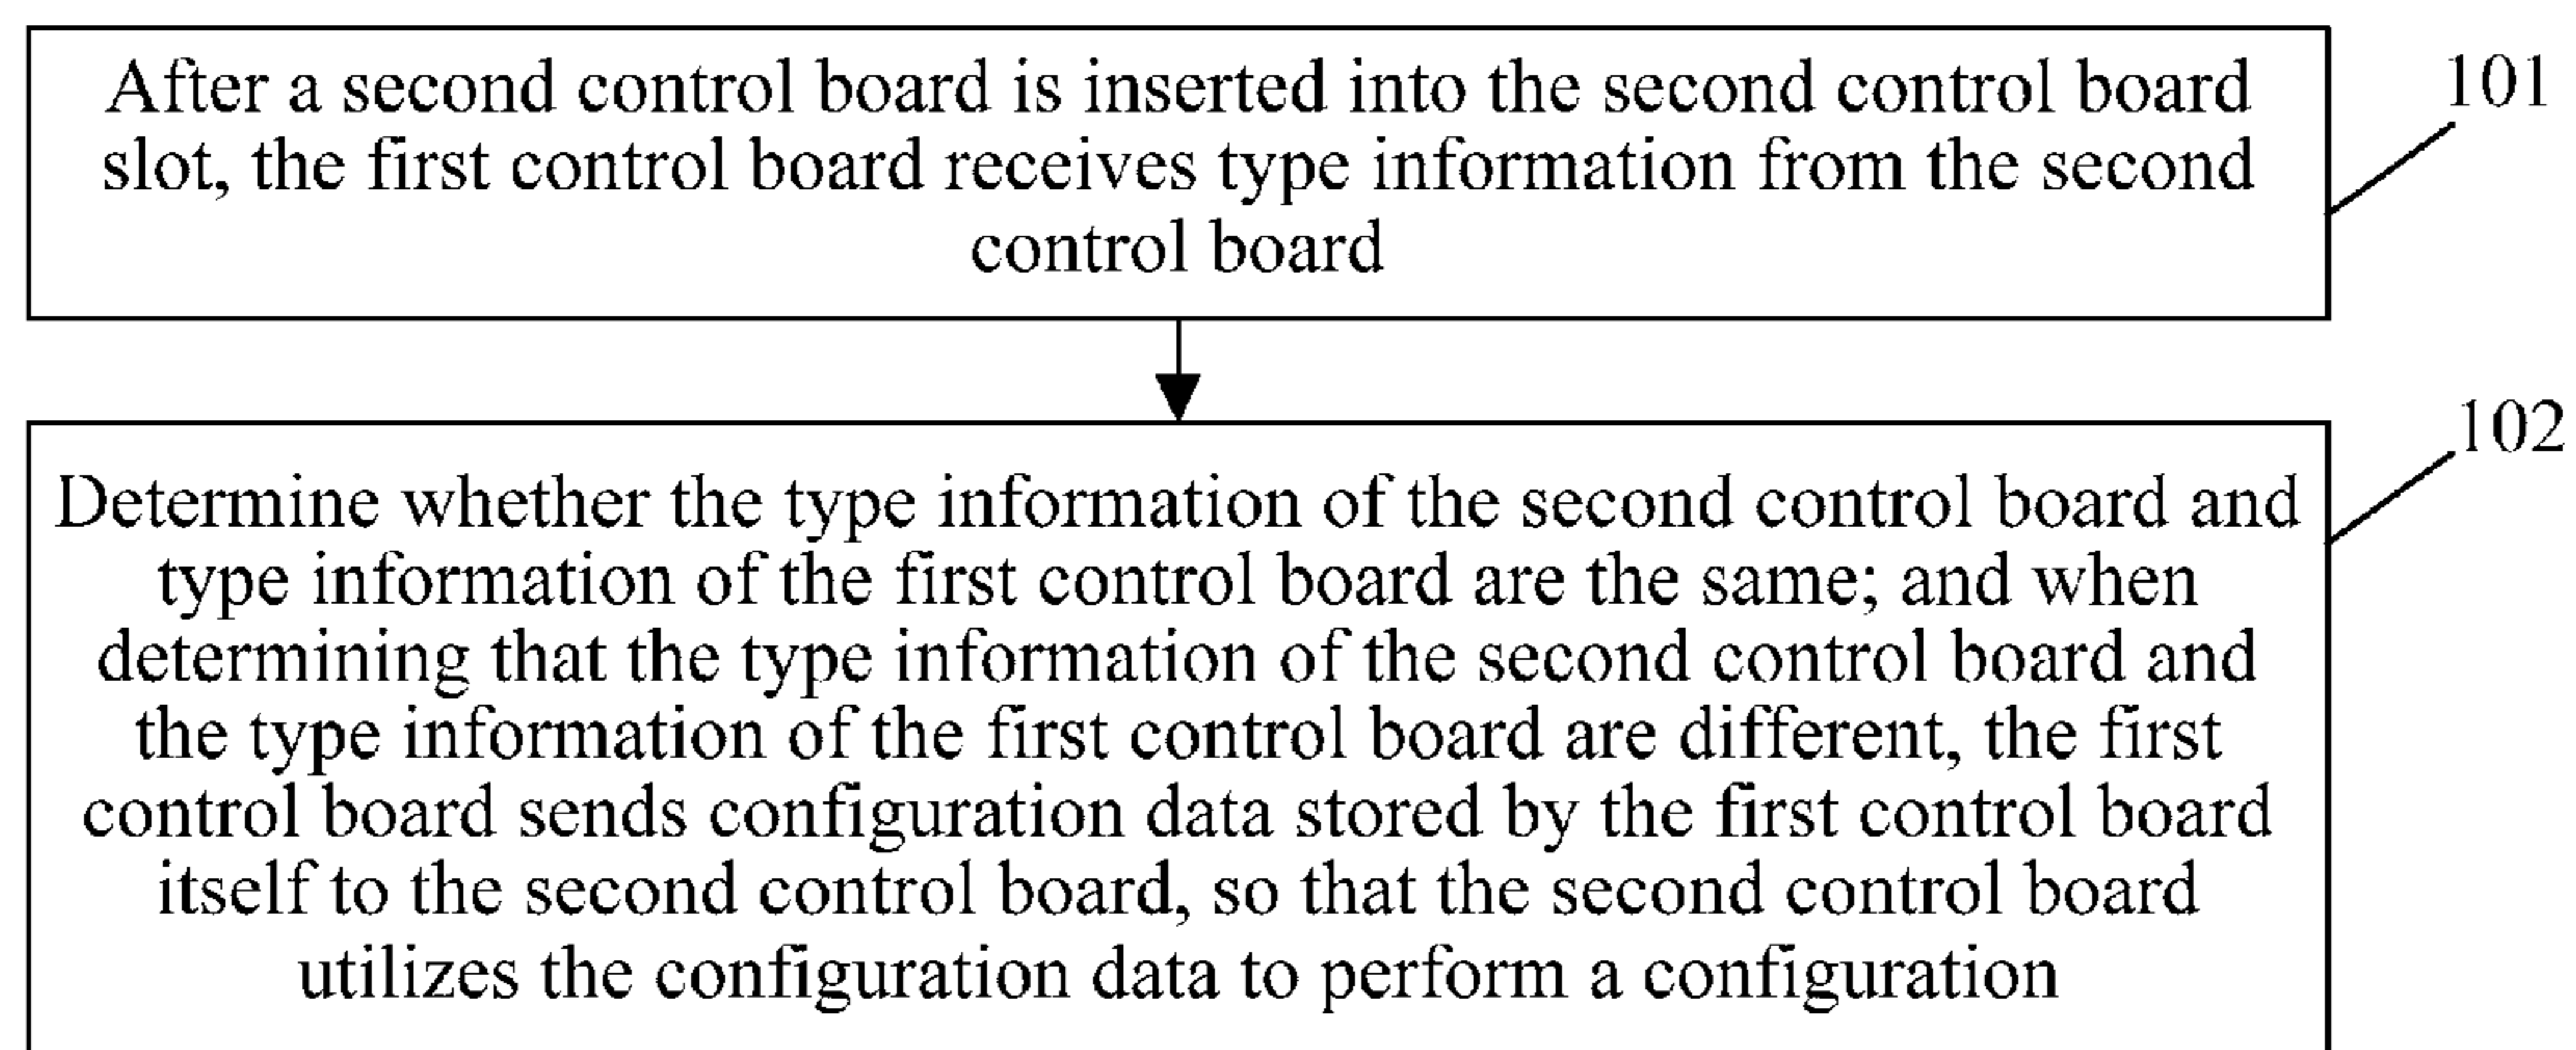 After a second control board is inserted into the second control board
slot, the first control board receives type information from the second
control board
101
Determine whether the type information of the second control board and
type information of the first control board are the same; and when
determining that the type information of the second control board and
the type information of the first control board are different, the first
control board sends configuration data stored by the first control board
itself to the second control board, so that the second control board
utilizes the configuration data to perform a configuration
102